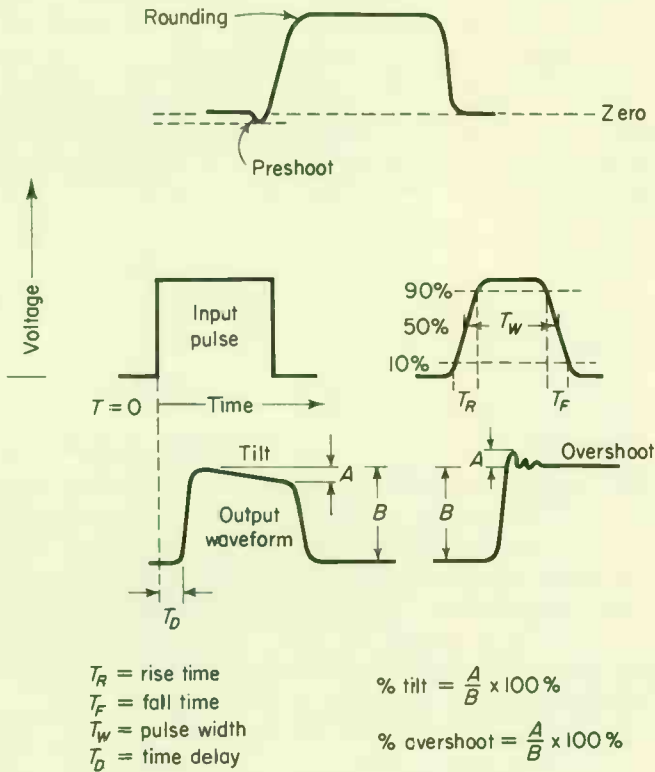 Rounding
Zero
Preshoot
Voltage
Input
pulse
90%
50%
10%
T_W
T_R
T_F
T = 0
Time
Tilt
A
B
Output
waveform
T_D
A
B
Overshoot
T_R = rise time
T_F = fall time
T_W = pulse width
T_D = time delay
% tilt = A/B x 100%
% overshoot = A/B x 100%